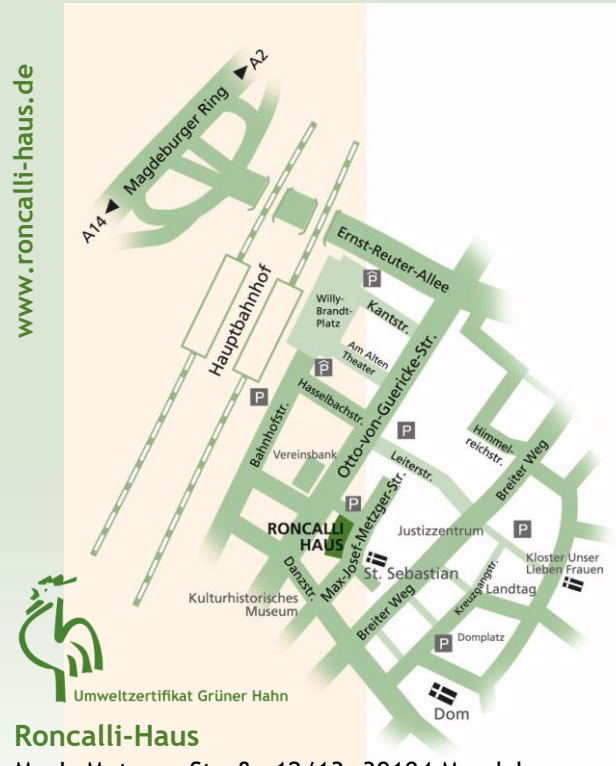 www.roncalli-haus.de
A2
Magdeburger Ring
A14
Ernst-Reuter-Allee
P
Hauptbahnhof
Willy-
Brandt-
Platz
Kantstr.
Am Alten
Theater
P
Otto-von-Guericke-Str.
Hasselbachstr.
P
Bahnhofstr.
P
Himmel-
reichstr.
Breiter Weg
Vereinsbank
Leiterstr.
P
RONCALLI
HAUS
Max-Josef-Metzger-Str.
Justizzentrum
P
Kloster Unser
Lieben Frauen
St. Sebastian
Danzstr.
Kulturhistorisches
Museum
Breiter Weg
Kreuzgangstr.
Landtag
P
Domplatz
Dom
Umweltzertifikat Grüner Hahn
Roncalli-Haus